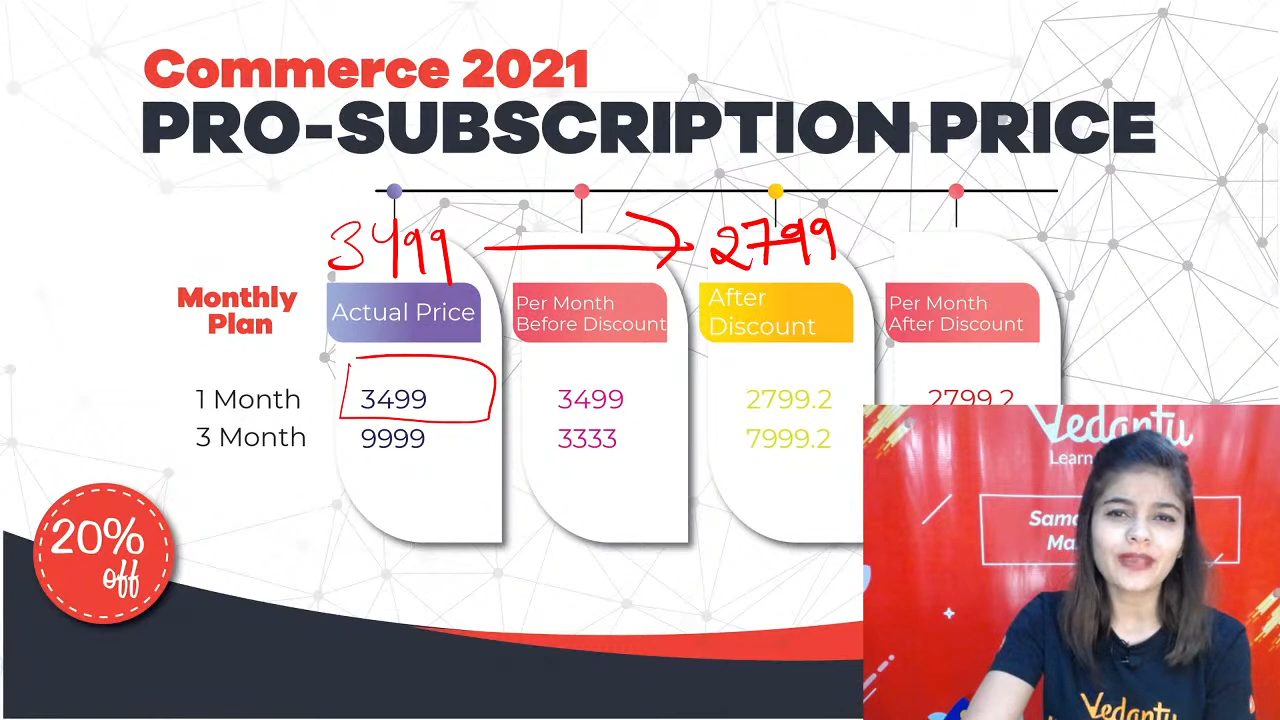 Commerce 2021
PRO-SUBSCRIPTION PRICE
3499 2799
Monthly
Plan
Actual Price
Per Month
Before Discount
After
Discount
Per Month
After Discount
1 Month 3499 3499 2799.2 2799.2
3 Month 9999 3333 7999.2
20%
off
Vedantu
Learn
Vedantu